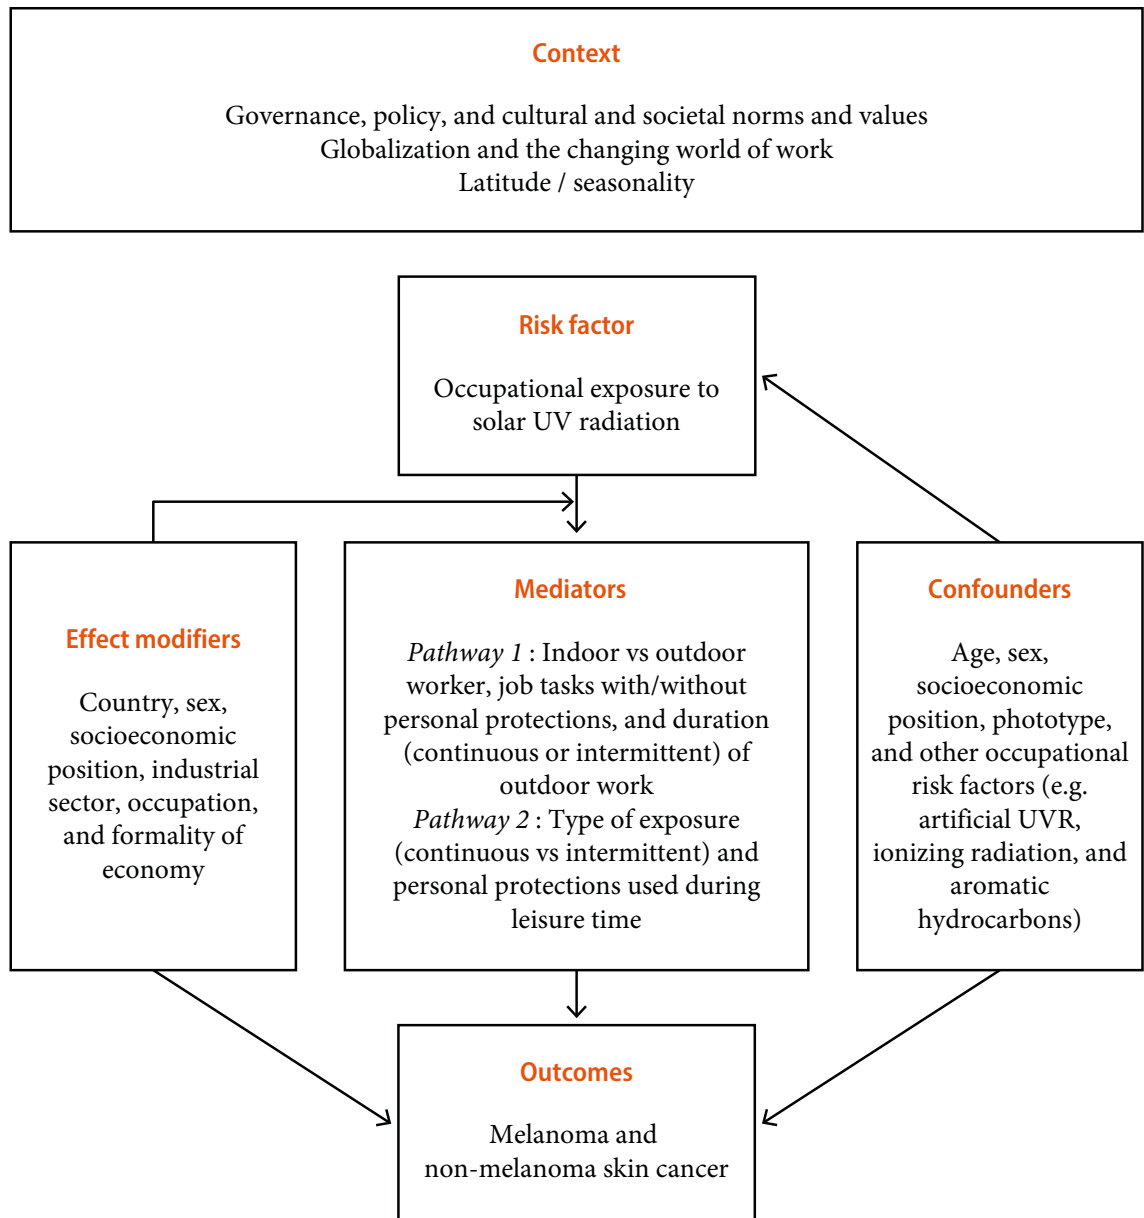 Context
Governance, policy, and cultural and societal norms and values
Globalization and the changing world of work
Latitude / seasonality
Risk factor
Occupational exposure to
solar UV radiation
Effect modifiers
Country, sex,
socioeconomic
position, industrial
sector, occupation,
and formality of
economy
Mediators
Pathway 1 : Indoor vs outdoor
worker, job tasks with/without
personal protections, and duration
(continuous or intermittent) of
outdoor work
Pathway 2 : Type of exposure
(continuous vs intermittent) and
personal protections used during
leisure time
Confounders
Age, sex,
socioeconomic
position, phototype,
and other occupational
risk factors (e.g.
artificial UVR,
ionizing radiation, and
aromatic
hydrocarbons)
Outcomes
Melanoma and
non-melanoma skin cancer